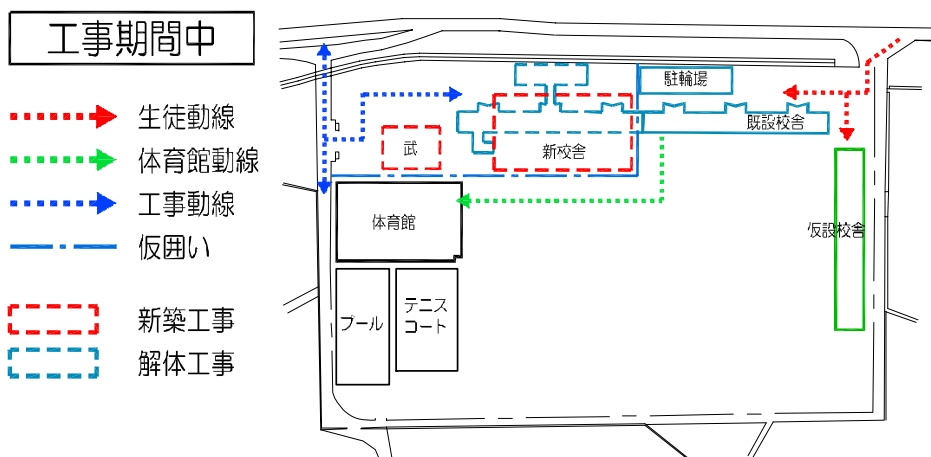 工事期間中
生徒動線
体育館動線
工事動線
仮囲い
新築工事
解体工事
駐輪場
既設校舎
武
新校舎
体育館
仮設校舎
プール
テニス
コート